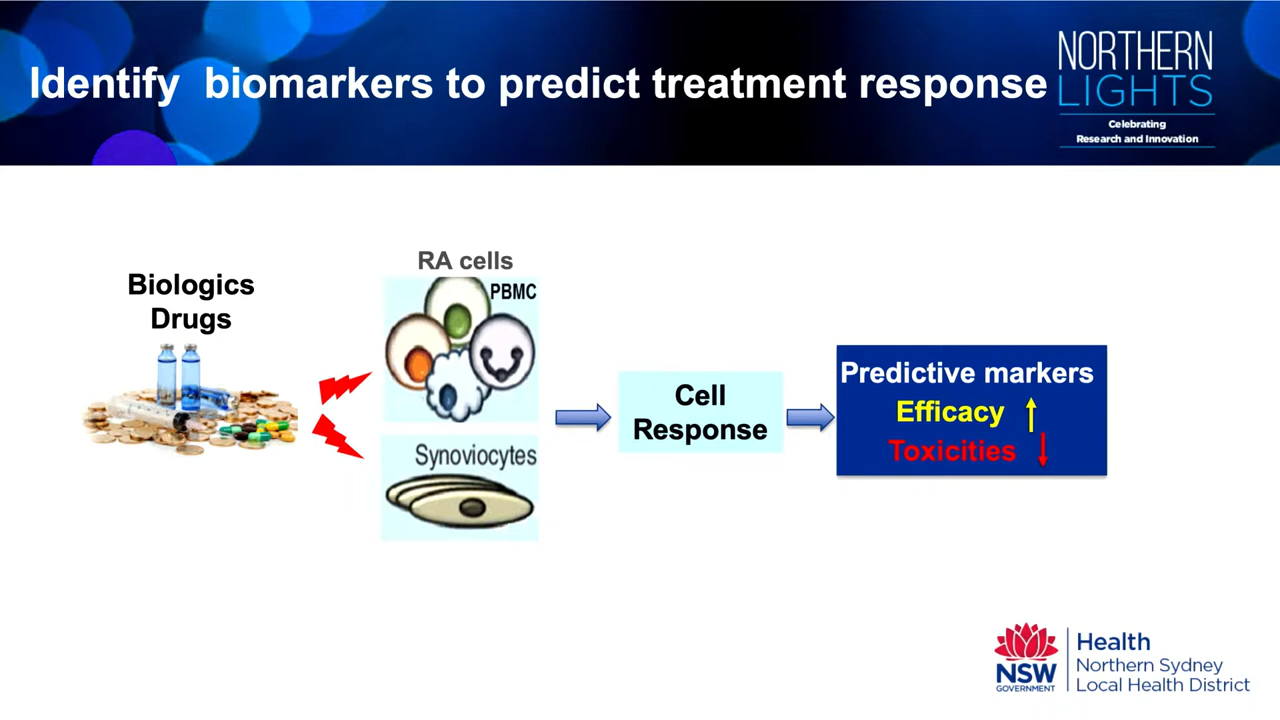 Identify biomarkers to predict treatment response
NORTHERN
LIGHTS
Celebrating
Research and Innovation
Biologics
Drugs
RA cells
PBMC
Synoviocytes
Cell
Response
Predictive markers
Efficacy ↑
Toxicities ↓
NSW
GOVERNMENT
Health
Northern Sydney
Local Health District